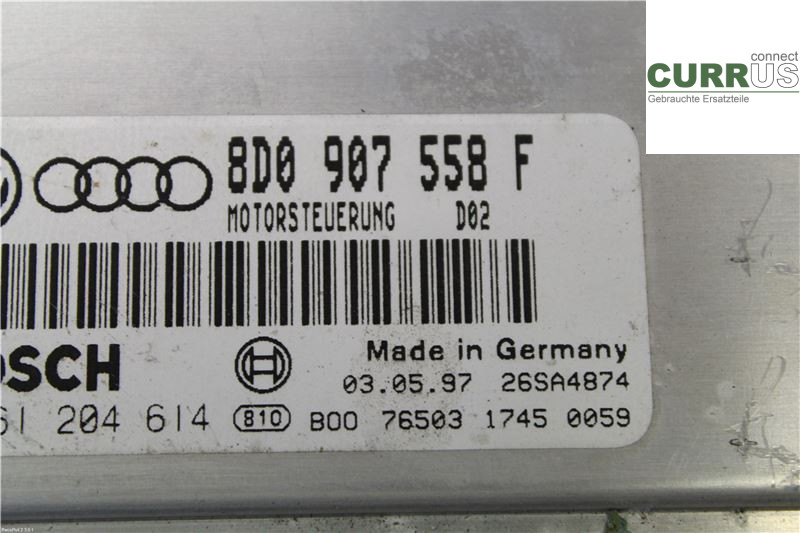 connect
CURRUS
Gebrauchte Ersatzteile
8D0 907 558 F
MOTORSTEUERUNG D02
OSCH
Made in Germany
03.05.97 26SA4874
61 204 614 810 B00 76503 1745 0059